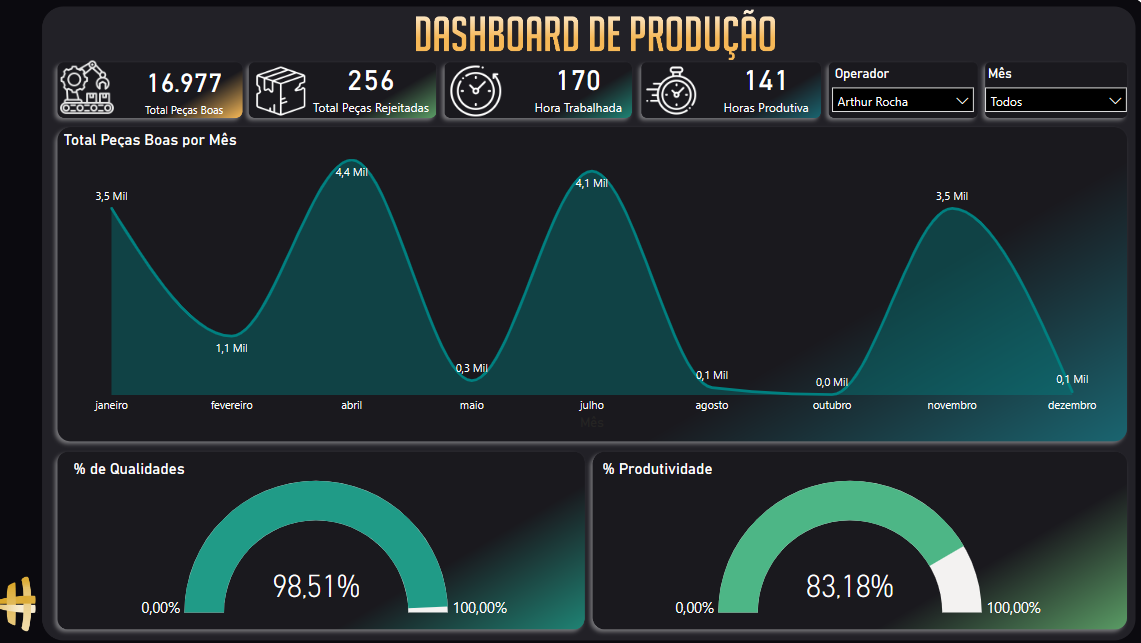 DASHBOARD DE PRODUÇÃO
16.977
Total Peças Boas
256
Total Peças Rejeitadas
170
Hora Trabalhada
141
Horas Produtiva
Operador
Arthur Rocha
Mês
Todos
Total Peças Boas por Mês
3,5 Mil
1,1 Mil
4,4 Mil
0,3 Mil
4,1 Mil
0,1 Mil
0,0 Mil
3,5 Mil
0,1 Mil
janeiro fevereiro abril maio julho agosto outubro novembro dezembro
Mês
% de Qualidades
98,51%
0,00% 100,00%
% Produtividade
83,18%
0,00% 100,00%